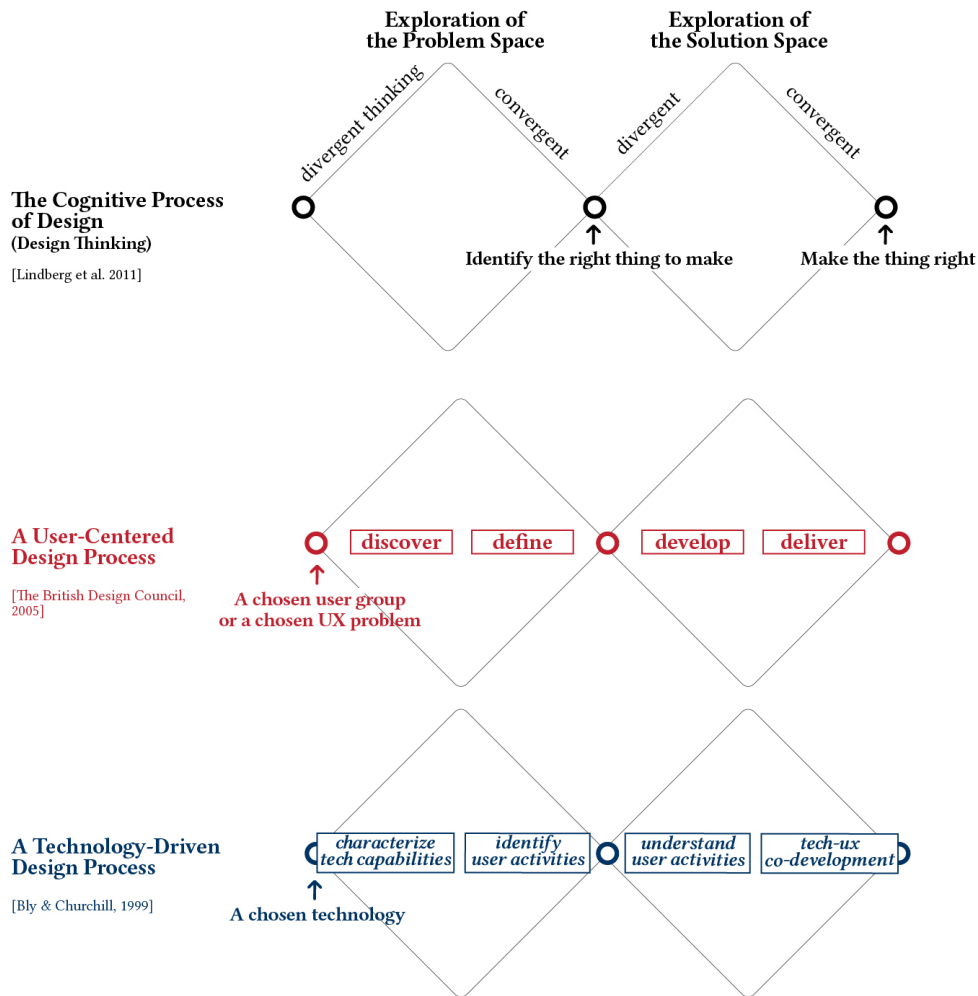 Exploration of
the Problem Space
Exploration of
the Solution Space
divergent thinking
convergent
divergent
convergent
The Cognitive Process
of Design
(Design Thinking)
[Lindberg et al. 2011]
Identify the right thing to make
Make the thing right
A User-Centered
Design Process
[The British Design Council,
2005]
discover
define
develop
deliver
A chosen user group
or a chosen UX problem
A Technology-Driven
Design Process
[Bly & Churchill, 1999]
characterize
tech capabilities
identify
user activities
understand
user activities
tech-ux
co-development
A chosen technology